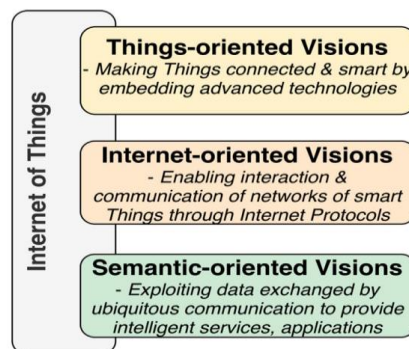 Internet of Things
Things-oriented Visions
- Making Things connected & smart by
embedding advanced technologies
Internet-oriented Visions
- Enabling interaction &
communication of networks of smart
Things through Internet Protocols
Semantic-oriented Visions
- Exploiting data exchanged by
ubiquitous communication to provide
intelligent services, applications